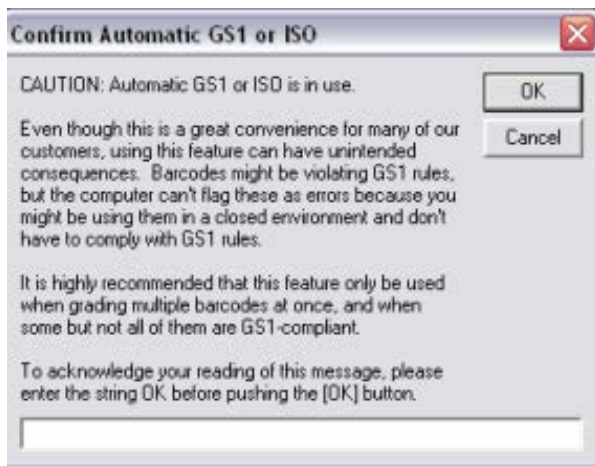 Confirm Automatic GS1 or ISO
CAUTION: Automatic GS1 or ISO is in use.
OK
Even though this is a great convenience for many of our
customers, using this feature can have unintended
consequences. Barcodes might be violating GS1 rules,
but the computer can't flag these as errors because you
might be using them in a closed environment and don't
have to comply with GS1 rules.
Cancel
It is highly recommended that this feature only be used
when grading multiple barcodes at once, and when
some but not all of them are GS1-compliant.
To acknowledge your reading of this message, please
enter the string OK before pushing the [OK] button.